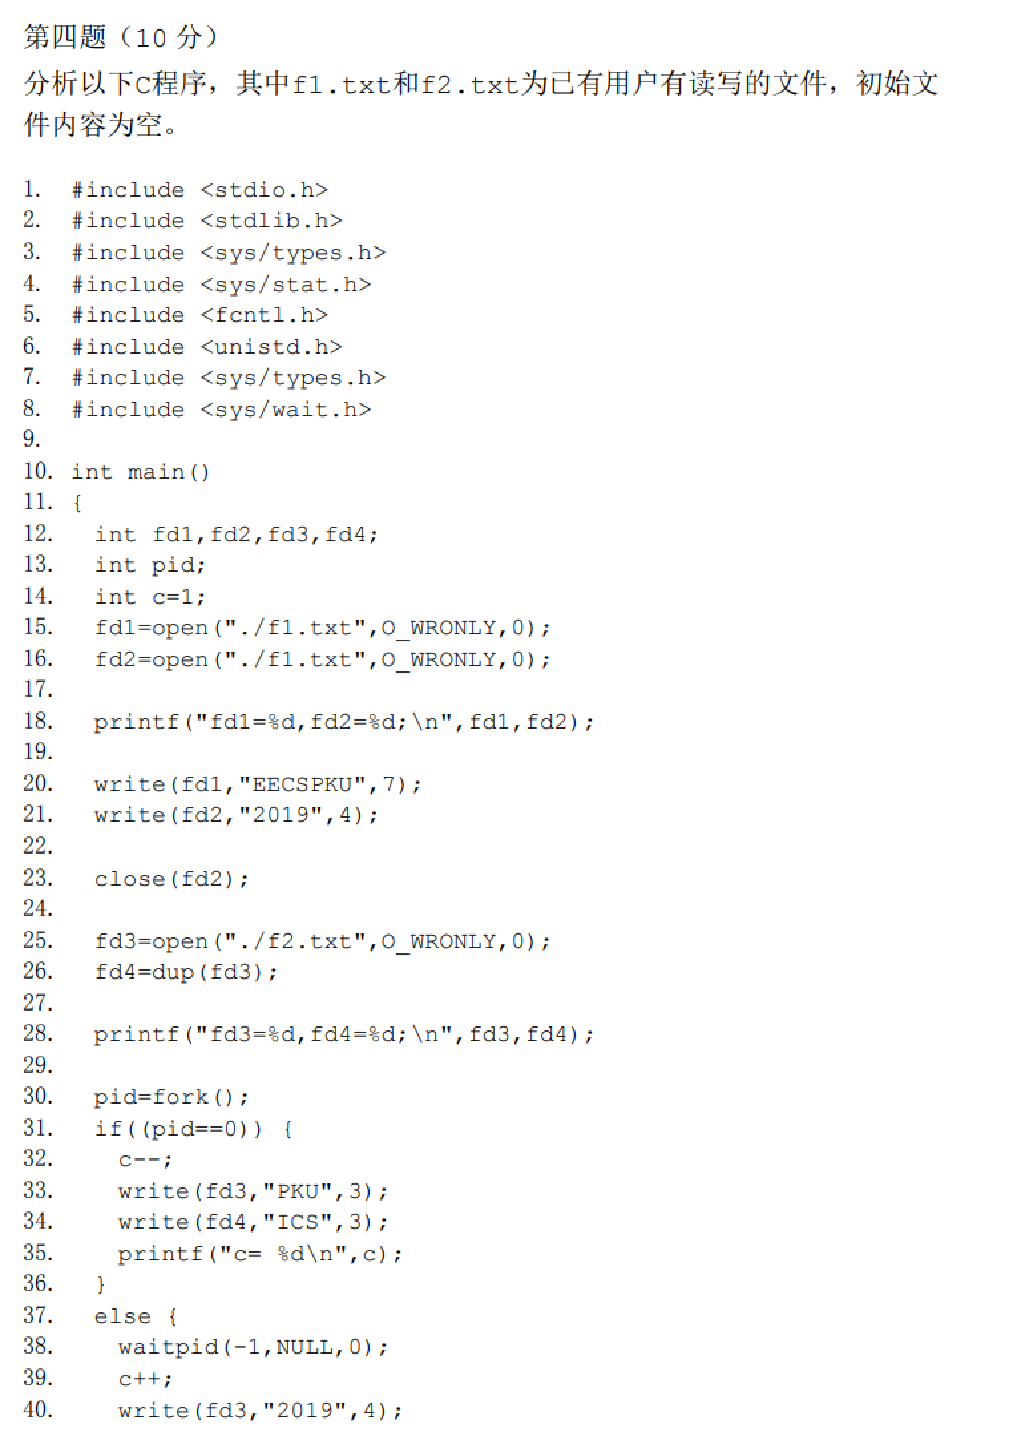 第四题（10 分）
分析以下C程序，其中f1.txt和f2.txt为已有用户有读写的文件，初始文
件内容为空。
1. #include <stdio.h>
2. #include <stdlib.h>
3. #include <sys/types.h>
4. #include <sys/stat.h>
5. #include <fcntl.h>
6. #include <unistd.h>
7. #include <sys/types.h>
8. #include <sys/wait.h>
9.
10. int main()
11. {
12. int fd1,fd2,fd3,fd4;
13. int pid;
14. int c=1;
15. fd1=open("./f1.txt",O_WRONLY,0);
16. fd2=open("./f1.txt",O_WRONLY,0);
17.
18. printf("fd1=%d,fd2=%d;\n",fd1,fd2);
19.
20. write(fd1,"EECSPKU",7);
21. write(fd2,"2019",4);
22.
23. close(fd2);
24.
25. fd3=open("./f2.txt",O_WRONLY,0);
26. fd4=dup(fd3);
27.
28. printf("fd3=%d,fd4=%d;\n",fd3,fd4);
29.
30. pid=fork();
31. if((pid==0)) {
32. c--;
33. write(fd3,"PKU",3);
34. write(fd4,"ICS",3);
35. printf("c= %d\n",c);
36. }
37. else {
38. waitpid(-1,NULL,0);
39. c++;
40. write(fd3,"2019",4);